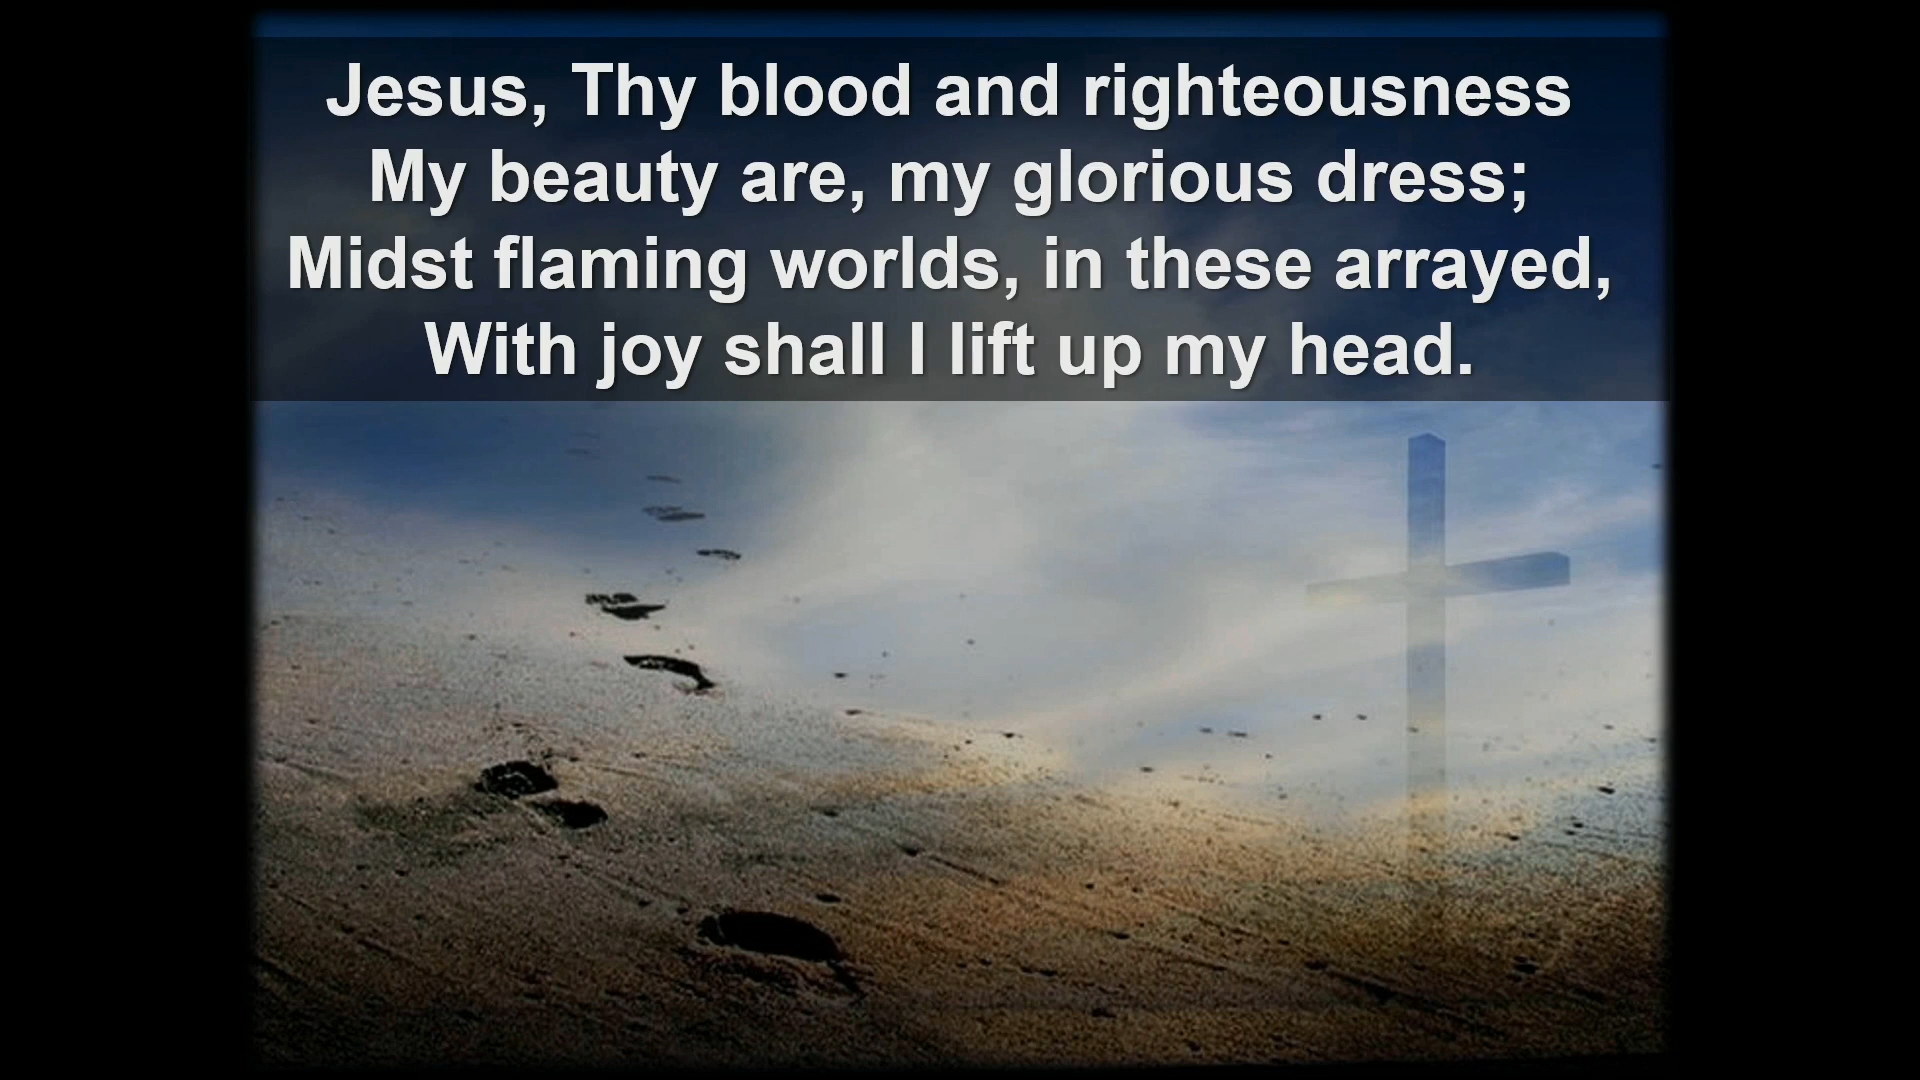 Jesus, Thy blood and righteousness
My beauty are, my glorious dress;
Midst flaming worlds, in these arrayed,
With joy shall I lift up my head.